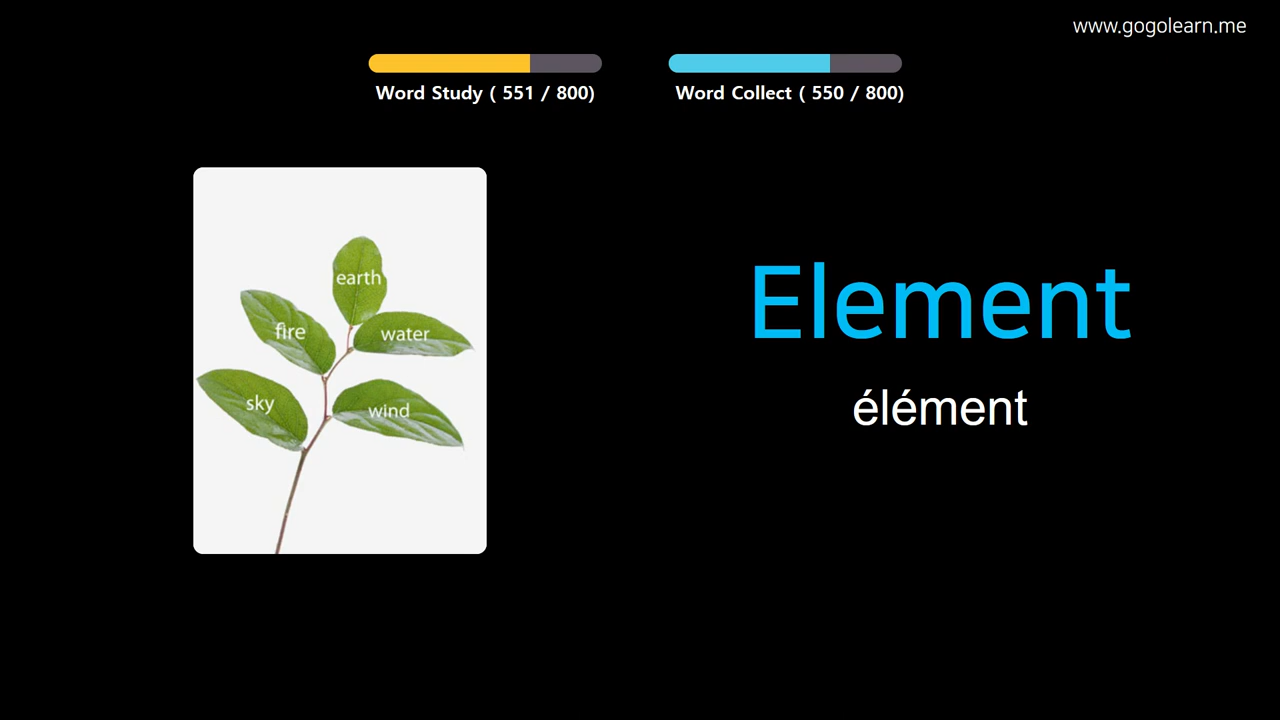 www.gogolearn.me
Word Study ( 551 / 800)
Word Collect ( 550 / 800)
earth
fire
water
sky
wind
Element
élément